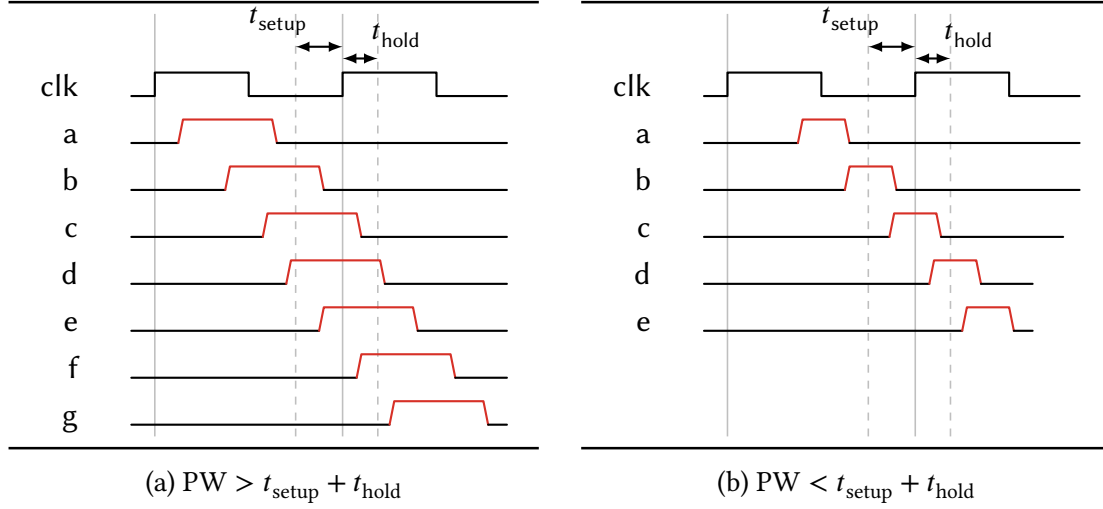 t_setup
t_hold
clk
a
b
c
d
e
f
g
(a) PW > t_setup + t_hold
t_setup
t_hold
clk
a
b
c
d
e
(b) PW < t_setup + t_hold